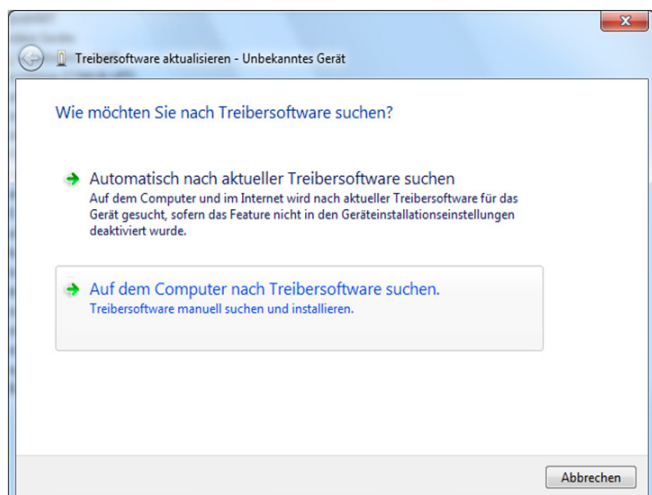 Treibersoftware aktualisieren - Unbekanntes Gerät
Wie möchten Sie nach Treibersoftware suchen?
Automatisch nach aktueller Treibersoftware suchen
Auf dem Computer und im Internet wird nach aktueller Treibersoftware für das
Gerät gesucht, sofern das Feature nicht in den Geräteinstallationseinstellungen
deaktiviert wurde.
Auf dem Computer nach Treibersoftware suchen.
Treibersoftware manuell suchen und installieren.
Abbrechen